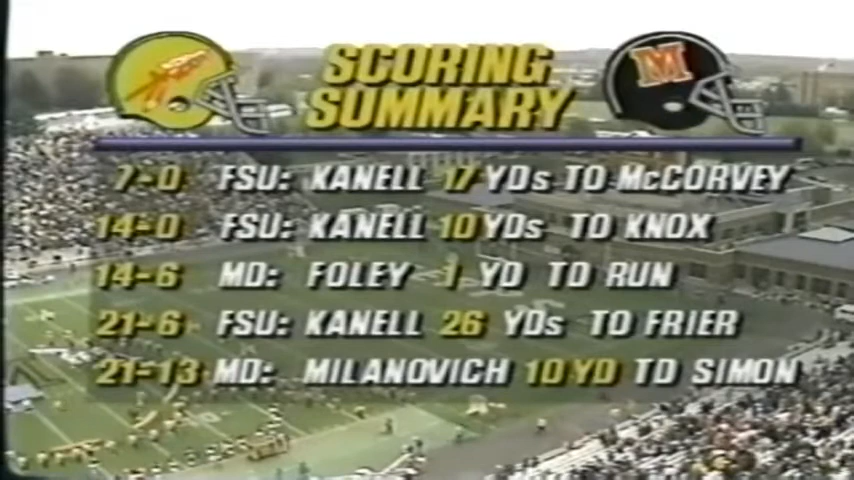 M
SCORING
SUMMARY
7-0 FSU: KANELL 17 YDs TO McCORVEY
14-0 FSU: KANELL 10 YDs TO KNOX
14-6 MD: FOLEY 1 YD TD RUN
21-6 FSU: KANELL 26 YDs TO FRIER
21-13 MD: MILANOVICH 10 YD TD SIMON